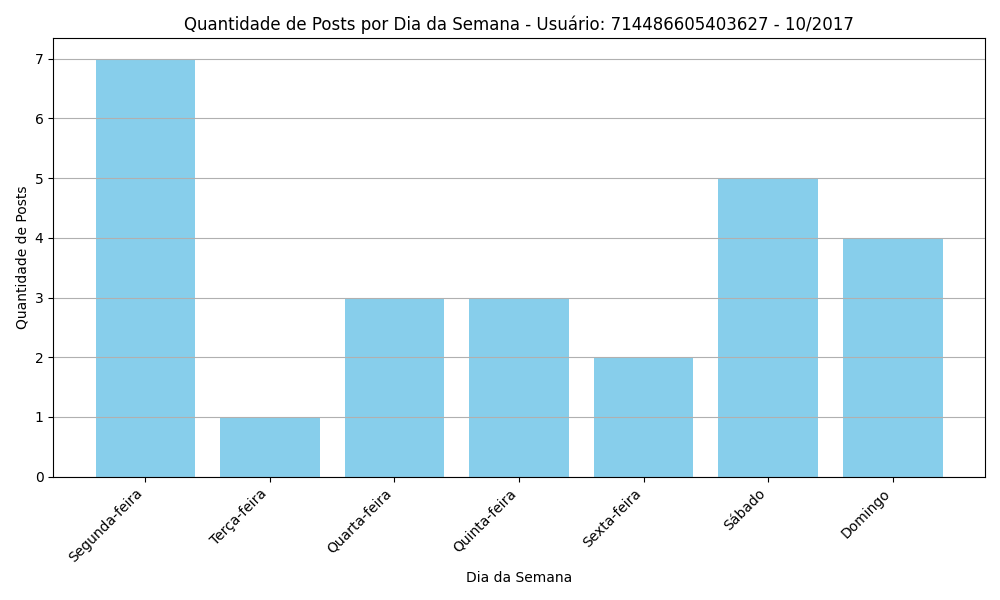 Quantidade de Posts por Dia da Semana - Usuário: 714486605403627 - 10/2017
Quantidade de Posts
7
6
5
4
3
2
1
0
Segunda-feira
Terça-feira
Quarta-feira
Quinta-feira
Sexta-feira
Sábado
Domingo
Dia da Semana